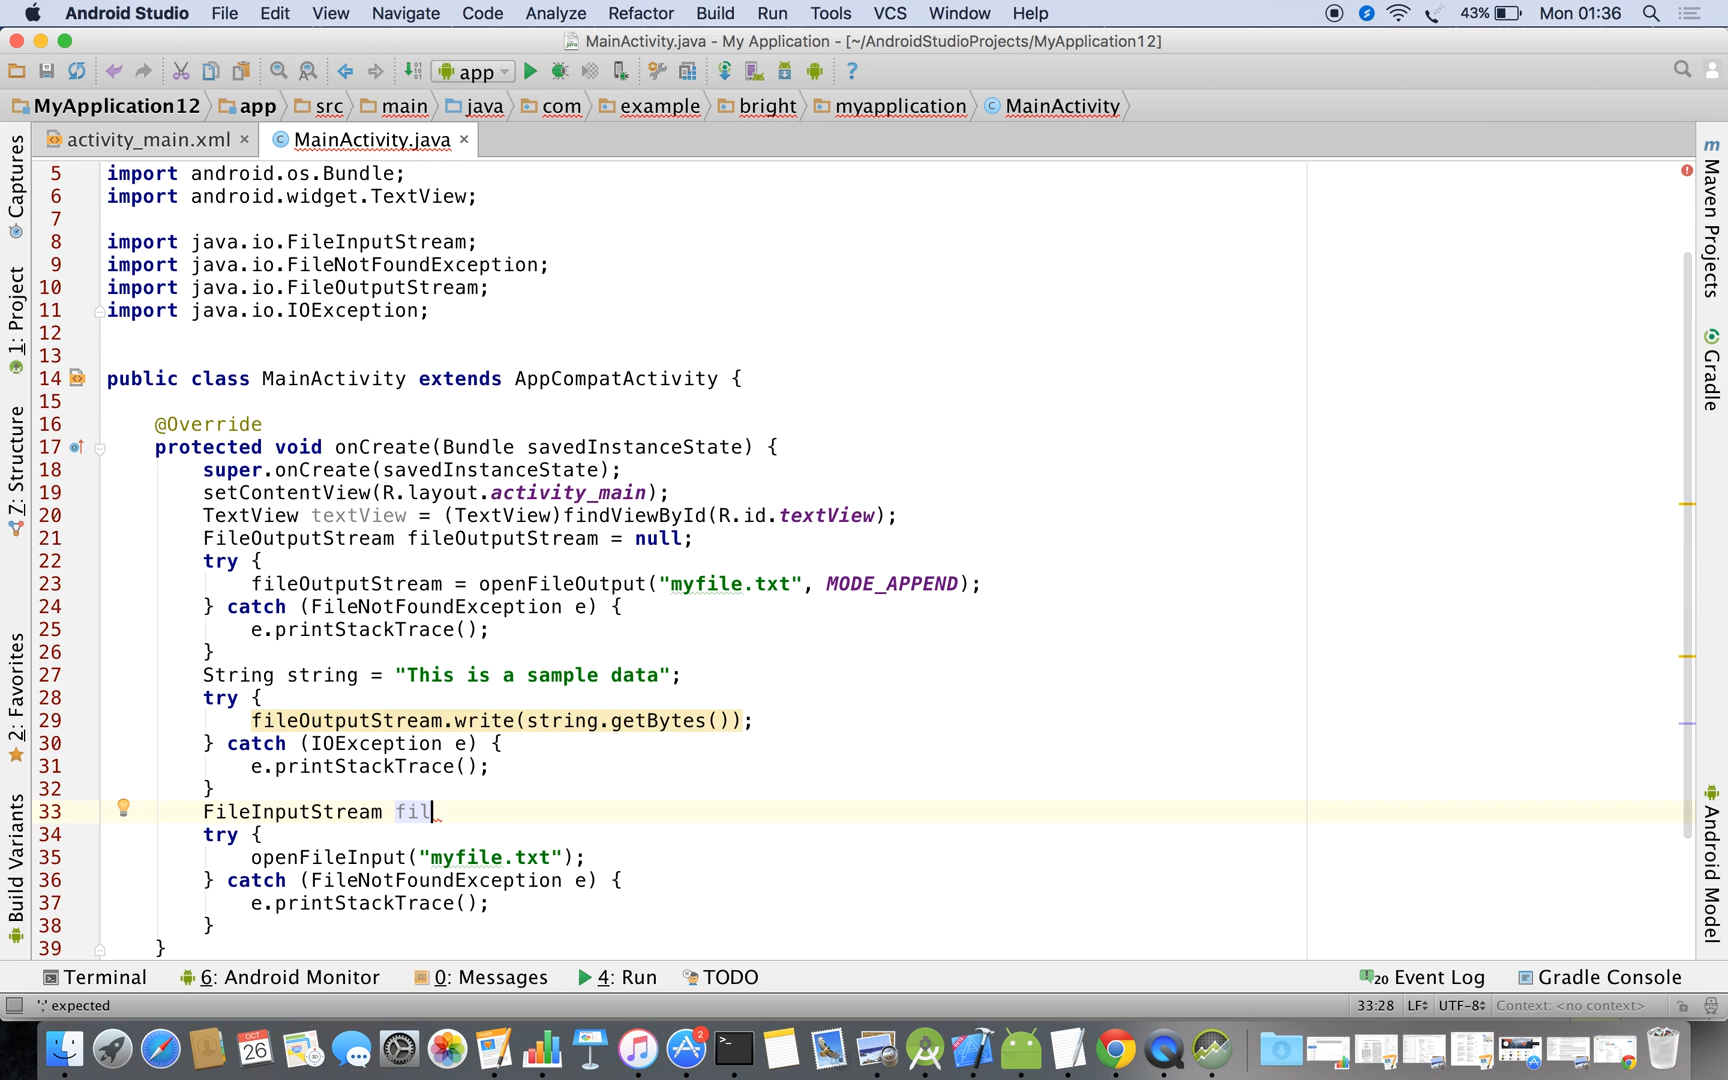 Android Studio File Edit View Navigate Code Analyze Refactor Build Run Tools VCS Window Help 43% Mon 01:36
MainActivity.java - My Application - [~/AndroidStudioProjects/MyApplication12]
app
MyApplication12 app src main java com example bright myapplication MainActivity
activity_main.xml MainActivity.java
5 import android.os.Bundle;
6 import android.widget.TextView;
7
8 import java.io.FileInputStream;
9 import java.io.FileNotFoundException;
10 import java.io.FileOutputStream;
11 import java.io.IOException;
12
13
14 public class MainActivity extends AppCompatActivity {
15
16 @Override
17 protected void onCreate(Bundle savedInstanceState) {
18 super.onCreate(savedInstanceState);
19 setContentView(R.layout.activity_main);
20 TextView textView = (TextView)findViewById(R.id.textView);
21 FileOutputStream fileOutputStream = null;
22 try {
23 fileOutputStream = openFileOutput("myfile.txt", MODE_APPEND);
24 } catch (FileNotFoundException e) {
25 e.printStackTrace();
26 }
27 String string = "This is a sample data";
28 try {
29 fileOutputStream.write(string.getBytes());
30 } catch (IOException e) {
31 e.printStackTrace();
32 }
33 FileInputStream fil
34 try {
35 openFileInput("myfile.txt");
36 } catch (FileNotFoundException e) {
37 e.printStackTrace();
38 }
39 }
Captures
1: Project
7: Structure
2: Favorites
Build Variants
Maven Projects
Gradle
Android Model
Terminal 6: Android Monitor 0: Messages 4: Run TODO 20 Event Log Gradle Console
';' expected 33:28 LF UTF-8 Context: <no context>
OCT 26 2